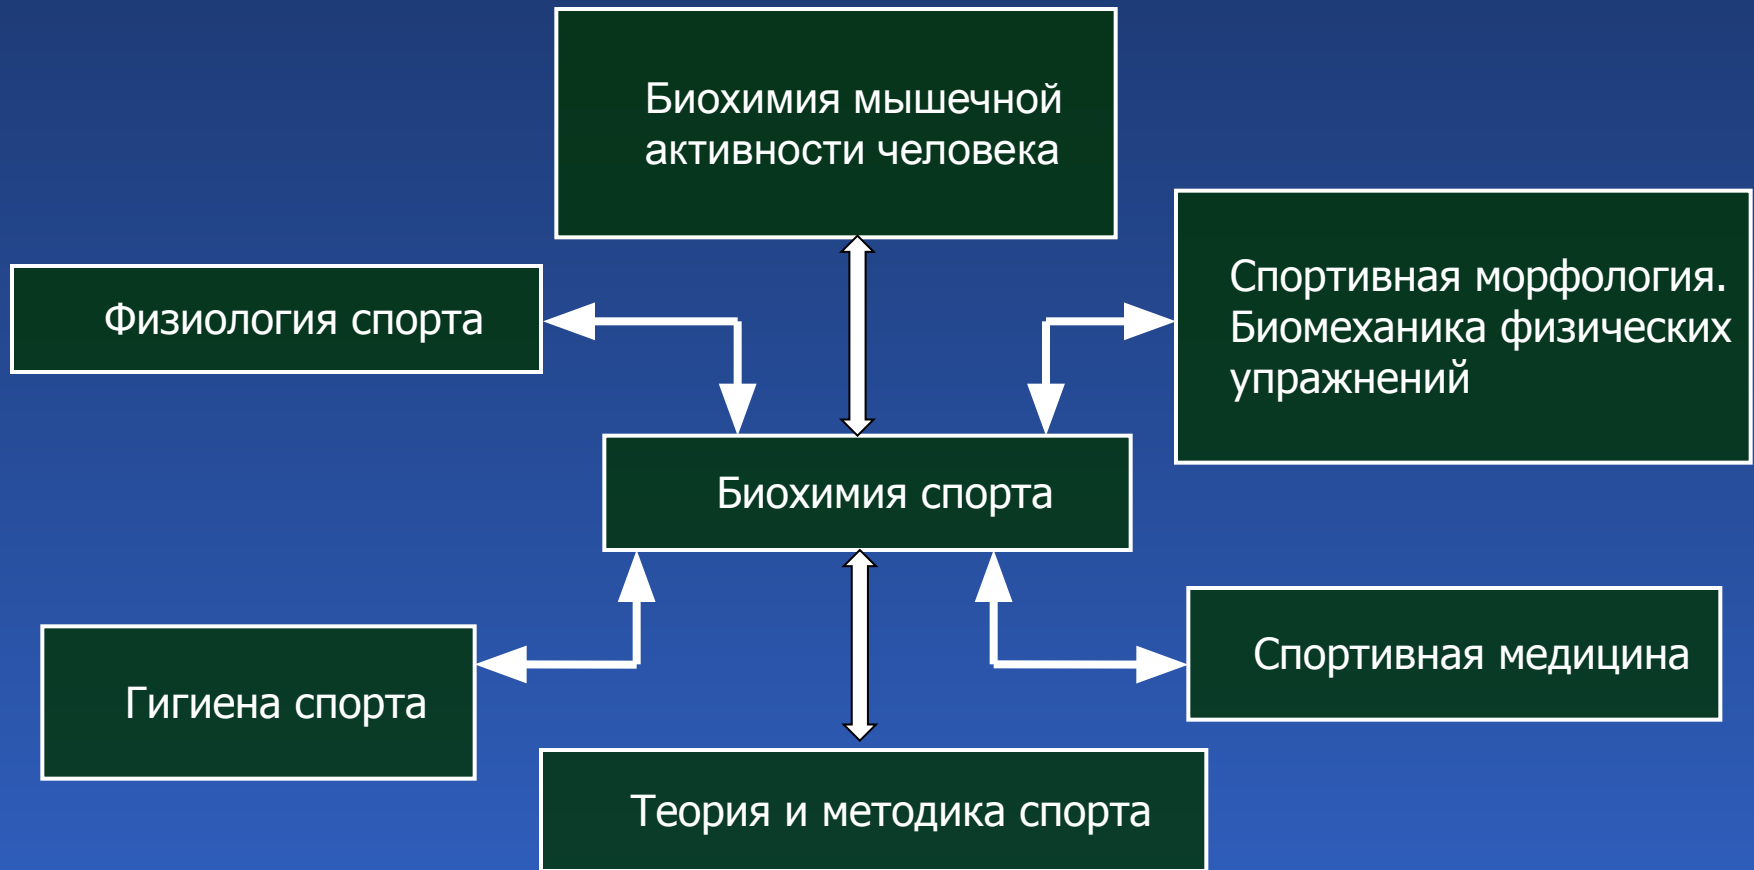 Биохимия мышечной
активности человека
Физиология спорта
Спортивная морфология.
Биомеханика физических
упражнений
Биохимия спорта
Гигиена спорта
Спортивная медицина
Теория и методика спорта